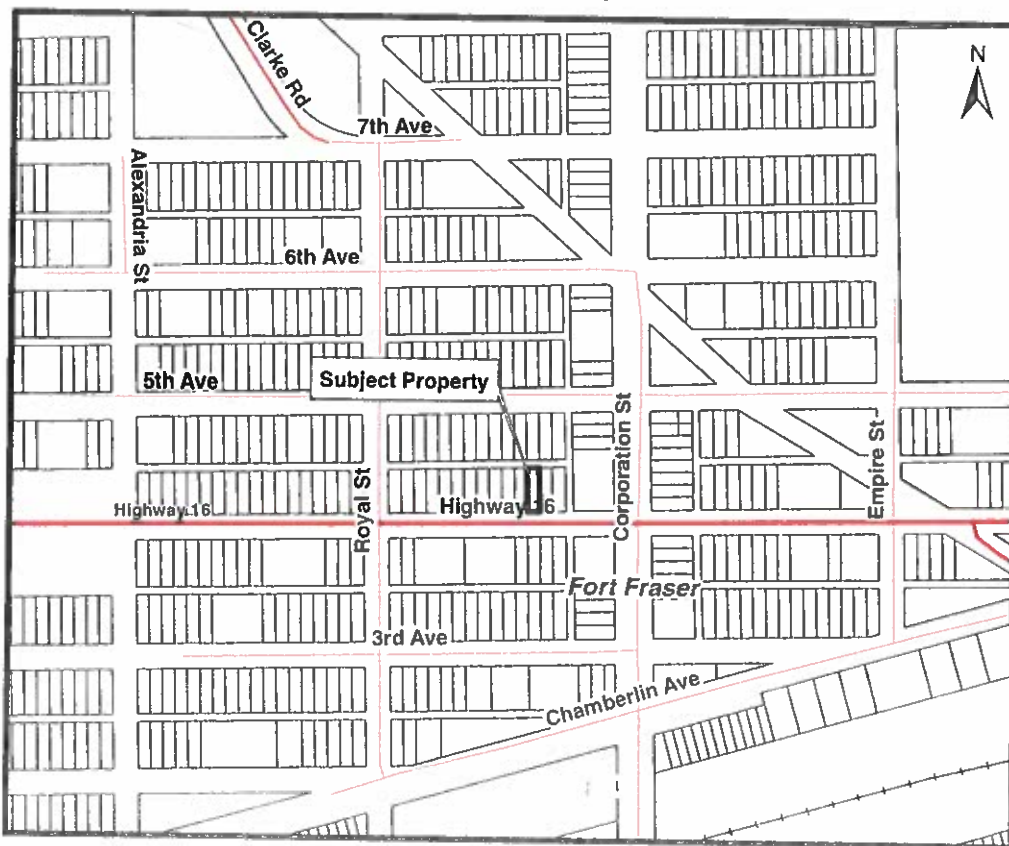 Clarke Rd
N
7th Ave
Alexandria St
6th Ave
5th Ave
Subject Property
Corporation St
Empire St
Royal St
Highway 16
Highway 16
Fort Fraser
3rd Ave
Chamberlin Ave